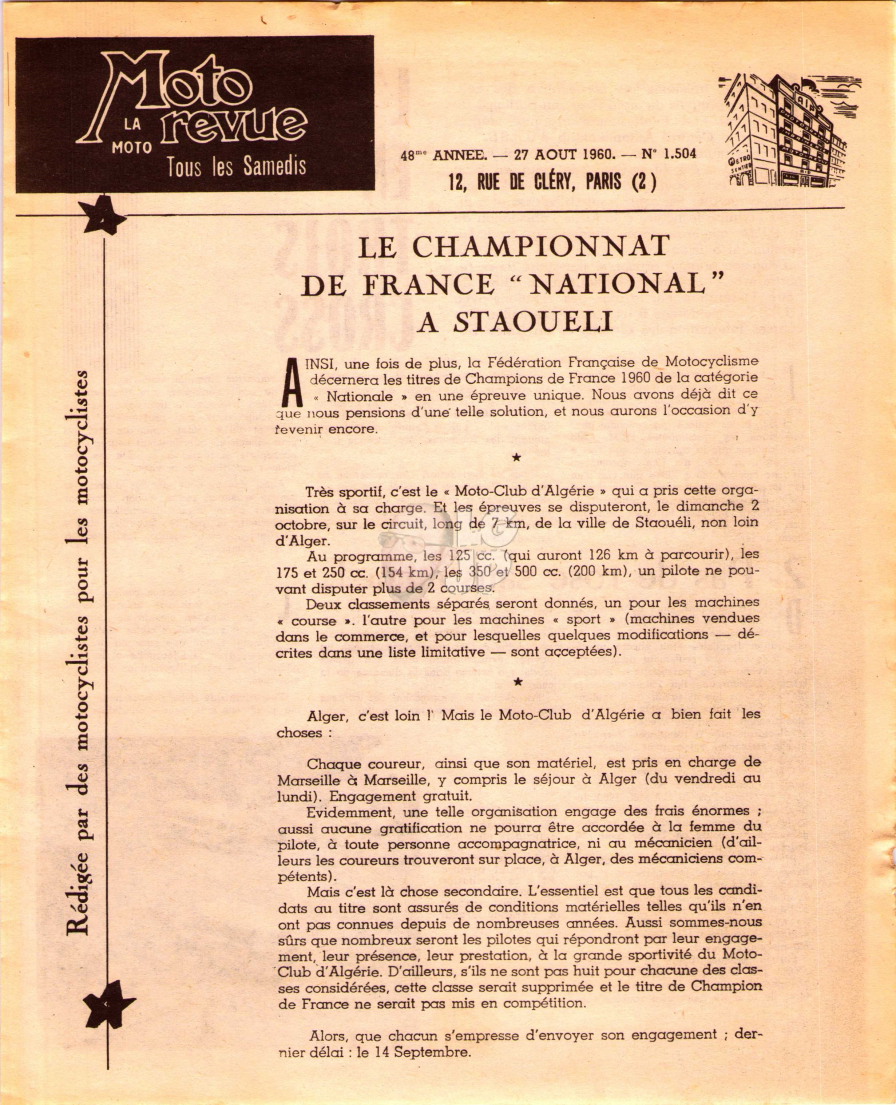 Moto
LA revue
MOTO
Tous les Samedis
48me ANNEE. — 27 AOUT 1960. — N° 1.504
12, RUE DE CLÉRY, PARIS (2)
METRO
SENTIER
LE CHAMPIONNAT
DE FRANCE “ NATIONAL ”
A STAOUELI
AINSI, une fois de plus, la Fédération Française de Motocyclisme
décernera les titres de Champions de France 1960 de la catégorie
« Nationale » en une épreuve unique. Nous avons déjà dit ce
que nous pensions d'une telle solution, et nous aurons l'occasion d'y
revenir encore.
Très sportif, c'est le « Moto-Club d'Algérie » qui a pris cette orga-
nisation à sa charge. Et les épreuves se disputeront, le dimanche 2
octobre, sur le circuit, long de 7 km, de la ville de Staouéli, non loin
d'Alger.
Au programme, les 125 cc. (qui auront 126 km à parcourir), les
175 et 250 cc. (154 km), les 350 et 500 cc. (200 km), un pilote ne pou-
vant disputer plus de 2 courses.
Deux classements séparés seront donnés, un pour les machines
« course ». l'autre pour les machines « sport » (machines vendues
dans le commerce, et pour lesquelles quelques modifications — dé-
crites dans une liste limitative — sont acceptées).
Alger, c'est loin !' Mais le Moto-Club d'Algérie a bien fait les
choses :
Chaque coureur, ainsi que son matériel, est pris en charge de
Marseille à Marseille, y compris le séjour à Alger (du vendredi au
lundi). Engagement gratuit.
Evidemment, une telle organisation engage des frais énormes ;
aussi aucune gratification ne pourra être accordée à la femme du
pilote, à toute personne accompagnatrice, ni au mécanicien (d'ail-
leurs les coureurs trouveront sur place, à Alger, des mécaniciens com-
pétents).
Mais c'est là chose secondaire. L'essentiel est que tous les candi-
dats au titre sont assurés de conditions matérielles telles qu'ils n'en
ont pas connues depuis de nombreuses années. Aussi sommes-nous
sûrs que nombreux seront les pilotes qui répondront par leur engage-
ment, leur présence, leur prestation, à la grande sportivité du Moto-
Club d'Algérie. D'ailleurs, s'ils ne sont pas huit pour chacune des clas-
ses considérées, cette classe serait supprimée et le titre de Champion
de France ne serait pas mis en compétition.
Alors, que chacun s'empresse d'envoyer son engagement ; der-
nier délai : le 14 Septembre.
Rédigée par des motocyclistes pour les motocyclistes